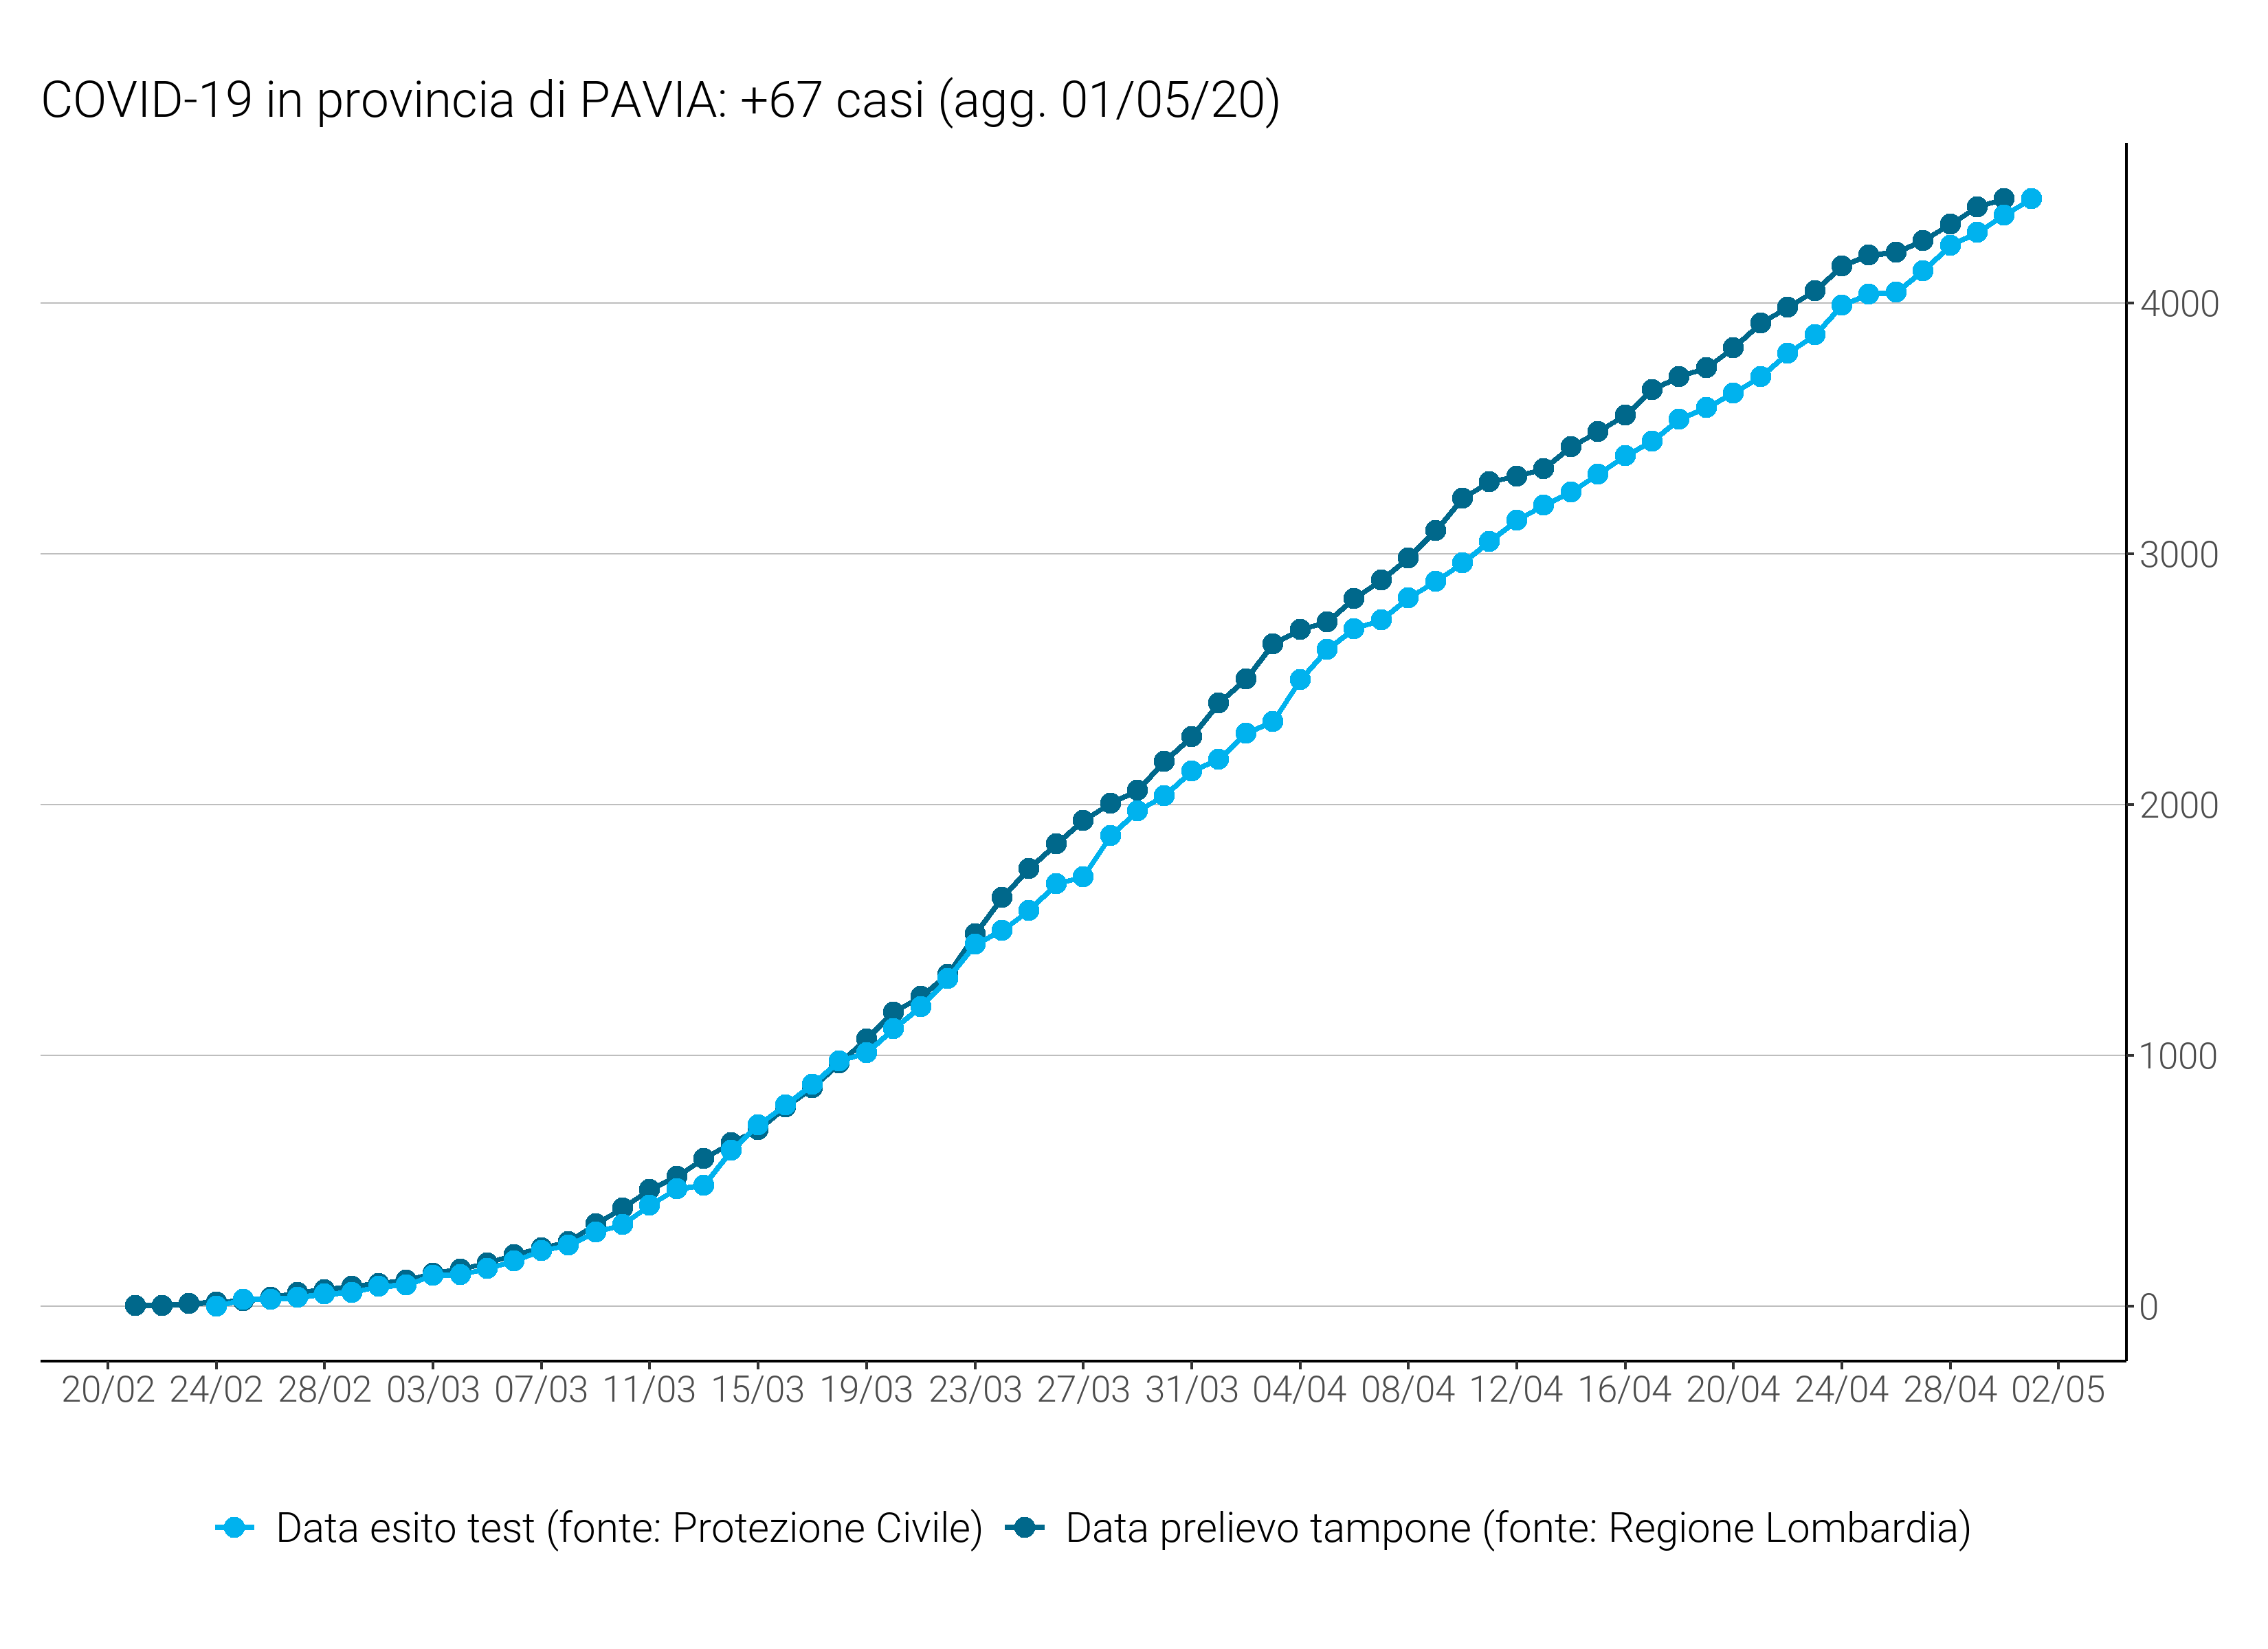 COVID-19 in provincia di PAVIA: +67 casi (agg. 01/05/20)
4000
3000
2000
1000
0
20/02 24/02 28/02 03/03 07/03 11/03 15/03 19/03 23/03 27/03 31/03 04/04 08/04 12/04 16/04 20/04 24/04 28/04 02/05
Data esito test (fonte: Protezione Civile) Data prelievo tampone (fonte: Regione Lombardia)